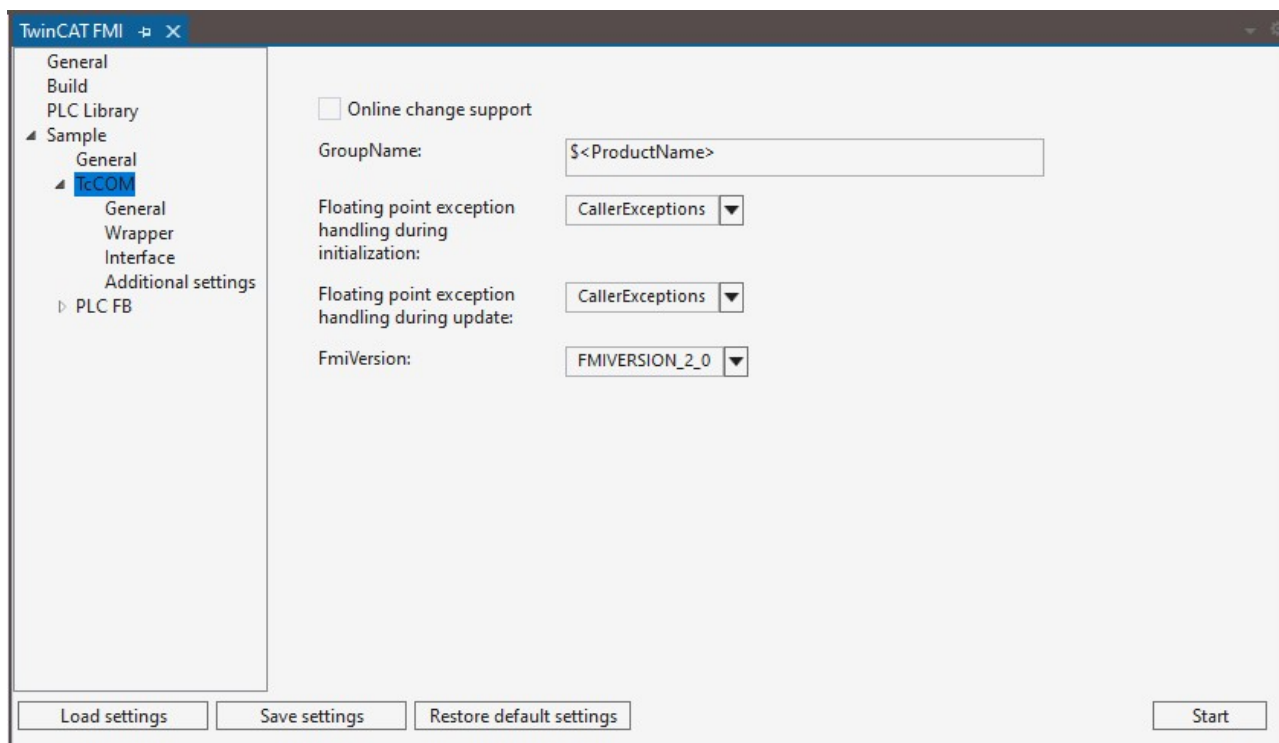 TwinCAT FMI
General
Build
PLC Library
Sample
General
TcCOM
General
Wrapper
Interface
Additional settings
PLC FB
Online change support
GroupName:
$<ProductName>
Floating point exception
handling during
initialization:
CallerExceptions
Floating point exception
handling during update:
CallerExceptions
FmiVersion:
FMIVERSION_2_0
Load settings
Save settings
Restore default settings
Start